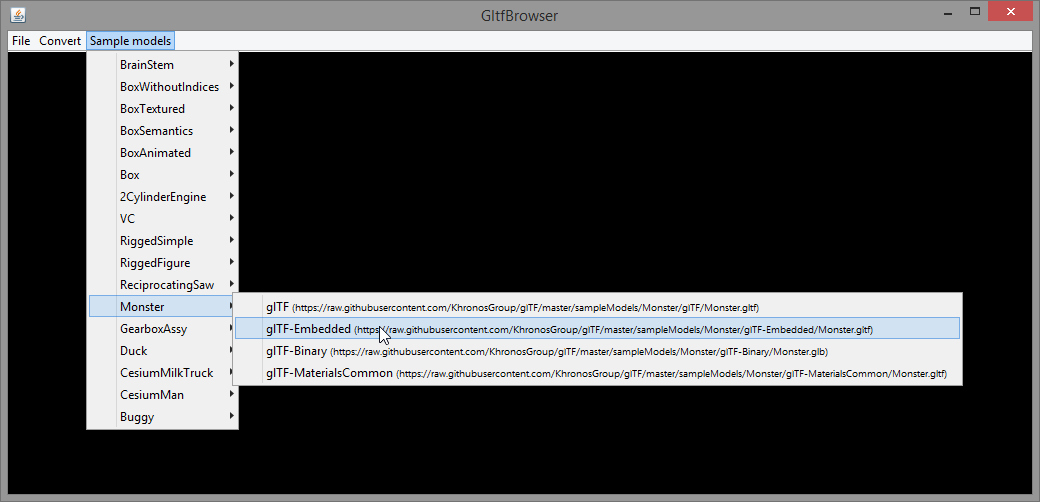 GltfBrowser
File Convert Sample models
BrainStem
BoxWithoutIndices
BoxTextured
BoxSemantics
BoxAnimated
Box
2CylinderEngine
VC
RiggedSimple
RiggedFigure
ReciprocatingSaw
Monster
GearboxAssy
Duck
CesiumMilkTruck
CesiumMan
Buggy
glTF (https://raw.githubusercontent.com/KhronosGroup/glTF/master/sampleModels/Monster/glTF/Monster.gltf)
glTF-Embedded (https://raw.githubusercontent.com/KhronosGroup/glTF/master/sampleModels/Monster/glTF-Embedded/Monster.gltf)
glTF-Binary (https://raw.githubusercontent.com/KhronosGroup/glTF/master/sampleModels/Monster/glTF-Binary/Monster.glb)
glTF-MaterialsCommon (https://raw.githubusercontent.com/KhronosGroup/glTF/master/sampleModels/Monster/glTF-MaterialsCommon/Monster.gltf)